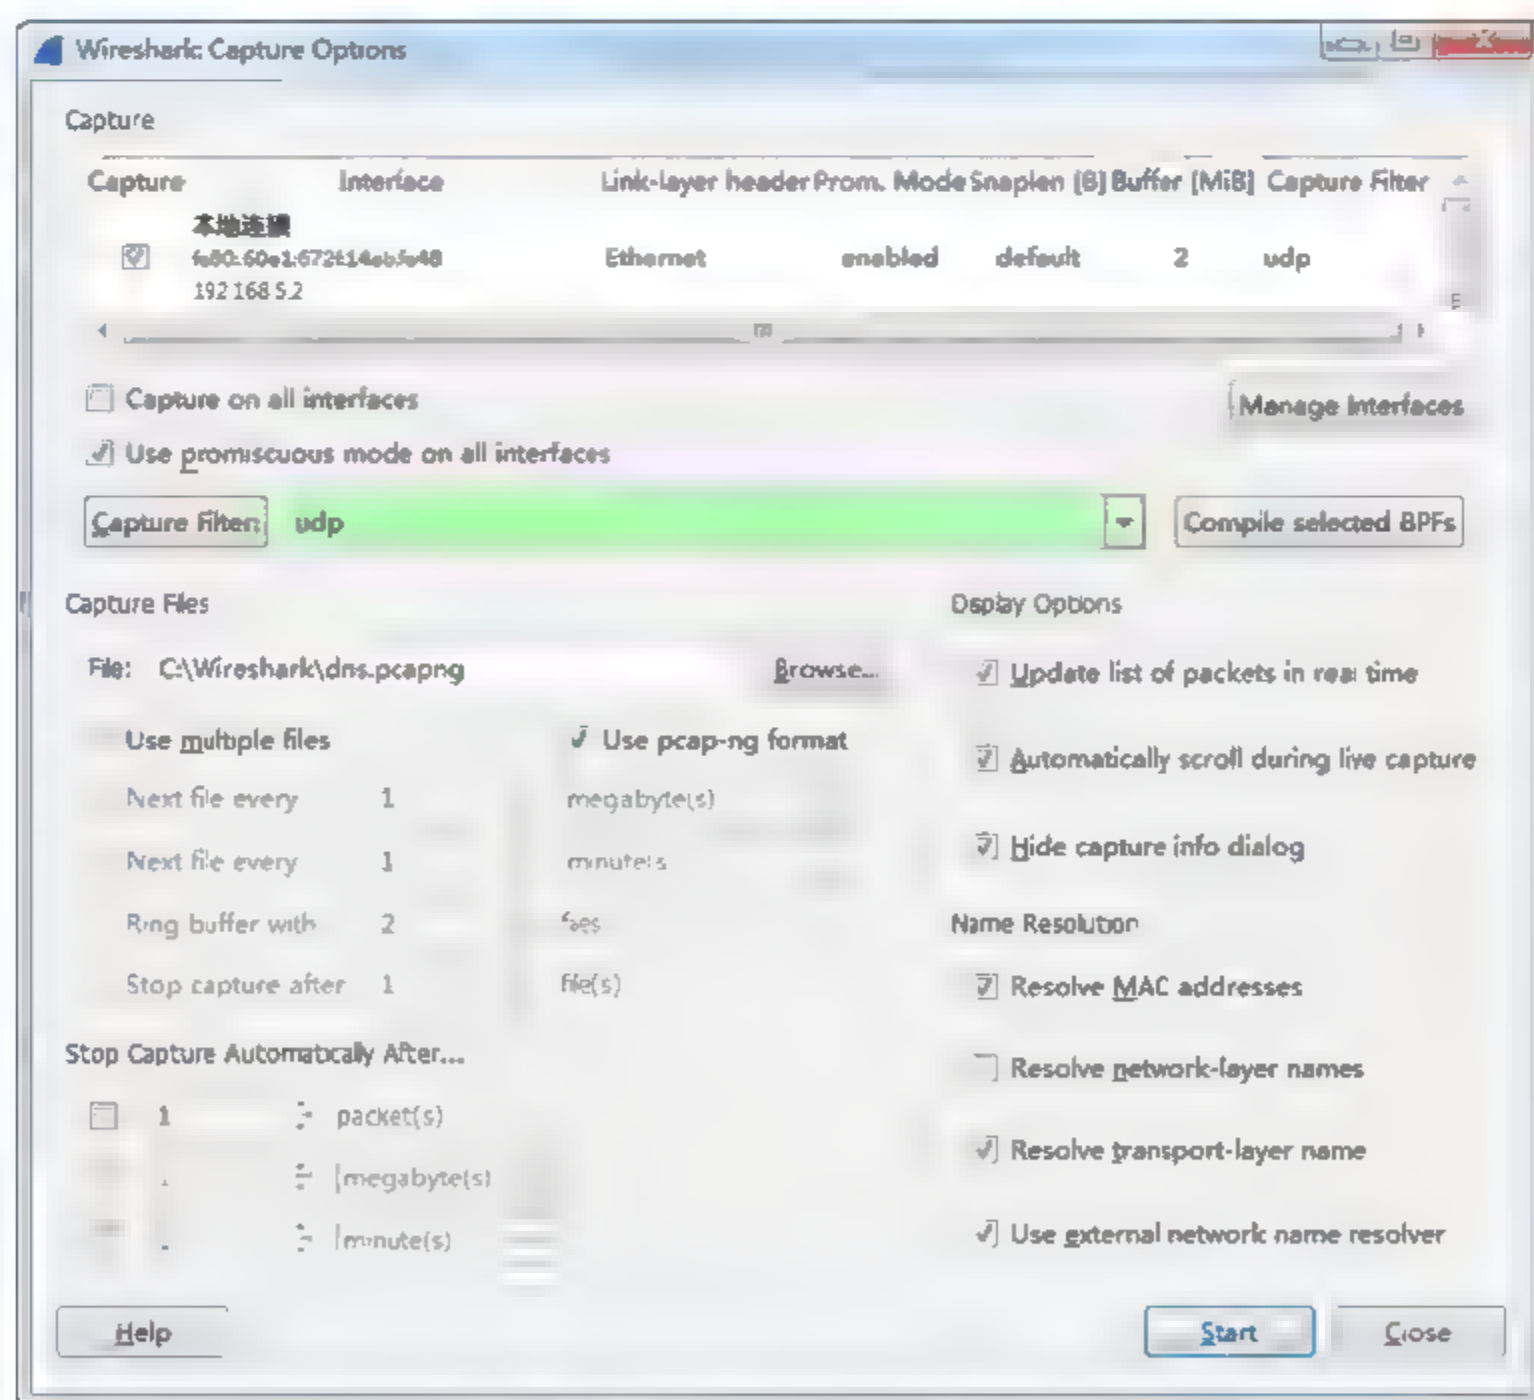 Wireshark: Capture Options
Capture
Capture Interface Link-layer header Prom. Mode Snaplen [B] Buffer [MiB] Capture Filter
本地连接
Ethernet enabled default 2 udp
192.168.5.2
Capture on all interfaces
Manage Interfaces
Use promiscuous mode on all interfaces
Capture Filter: udp Compile selected BPFs
Capture Files Display Options
File: C:\Wireshark\dns.pcapng Browse... Update list of packets in real time
Use multiple files Use pcap-ng format
Automatically scroll during live capture
Next file every 1 megabyte(s)
Next file every 1 minute(s) Hide capture info dialog
Ring buffer with 2 files Name Resolution
Stop capture after 1 file(s) Resolve MAC addresses
Stop Capture Automatically After...
Resolve network-layer names
1 packet(s)
Resolve transport-layer name
megabyte(s)
minute(s) Use external network name resolver
Help Start Close